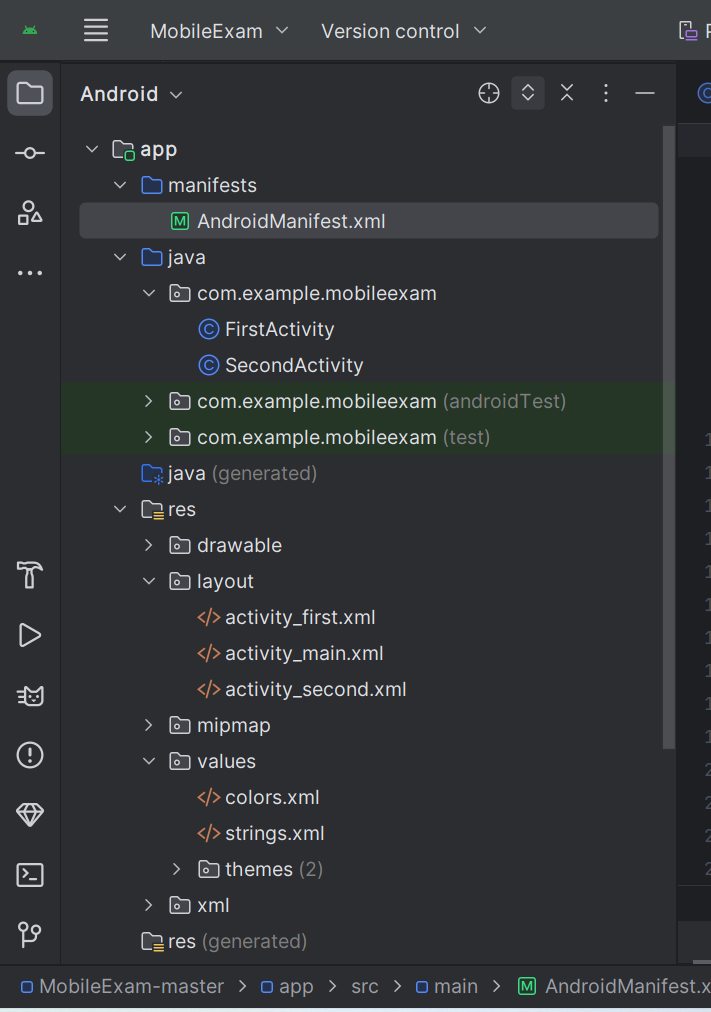 MobileExam Version control
Android
app
manifests
AndroidManifest.xml
java
com.example.mobileexam
FirstActivity
SecondActivity
com.example.mobileexam (androidTest)
com.example.mobileexam (test)
java (generated)
res
drawable
layout
activity_first.xml
activity_main.xml
activity_second.xml
mipmap
values
colors.xml
strings.xml
themes (2)
xml
res (generated)
MobileExam-master > app > src > main > AndroidManifest.x